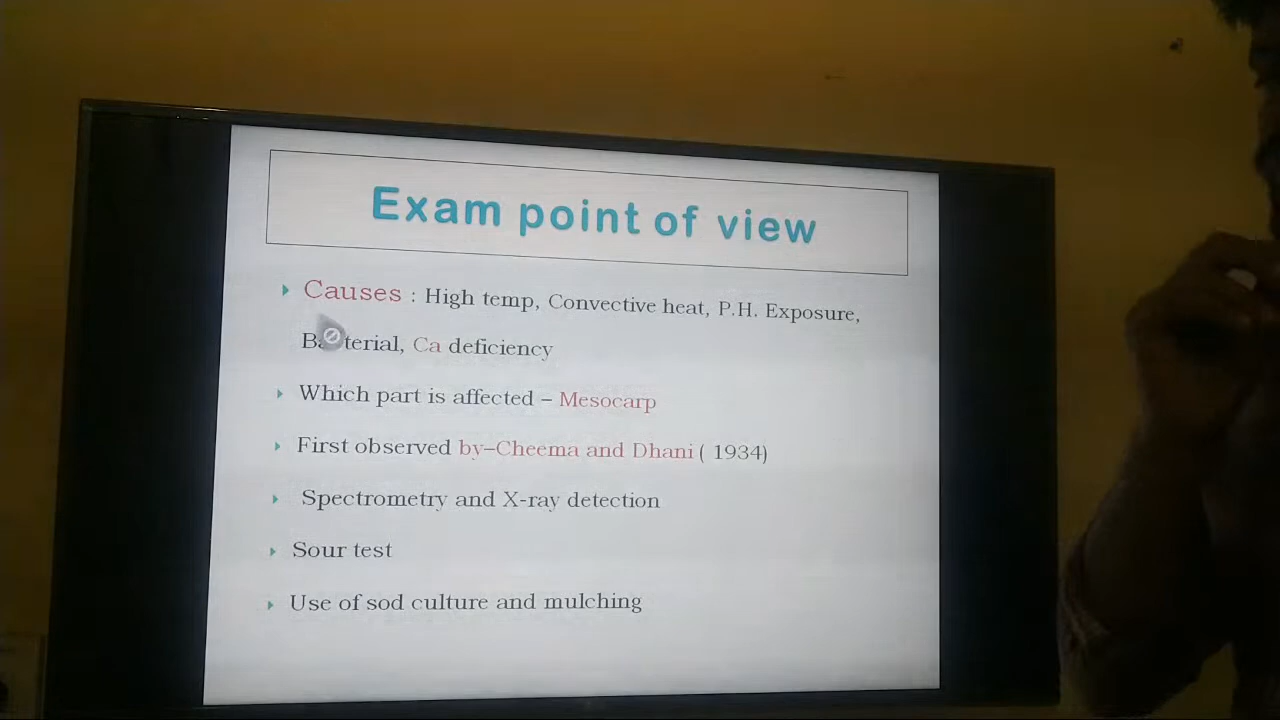 Exam point of view
Causes : High temp, Convective heat, P.H. Exposure,
Ca deficiency
Which part is affected – Mesocarp
First observed by–Cheema and Dhani ( 1934)
Spectrometry and X-ray detection
Sour test
Use of sod culture and mulching